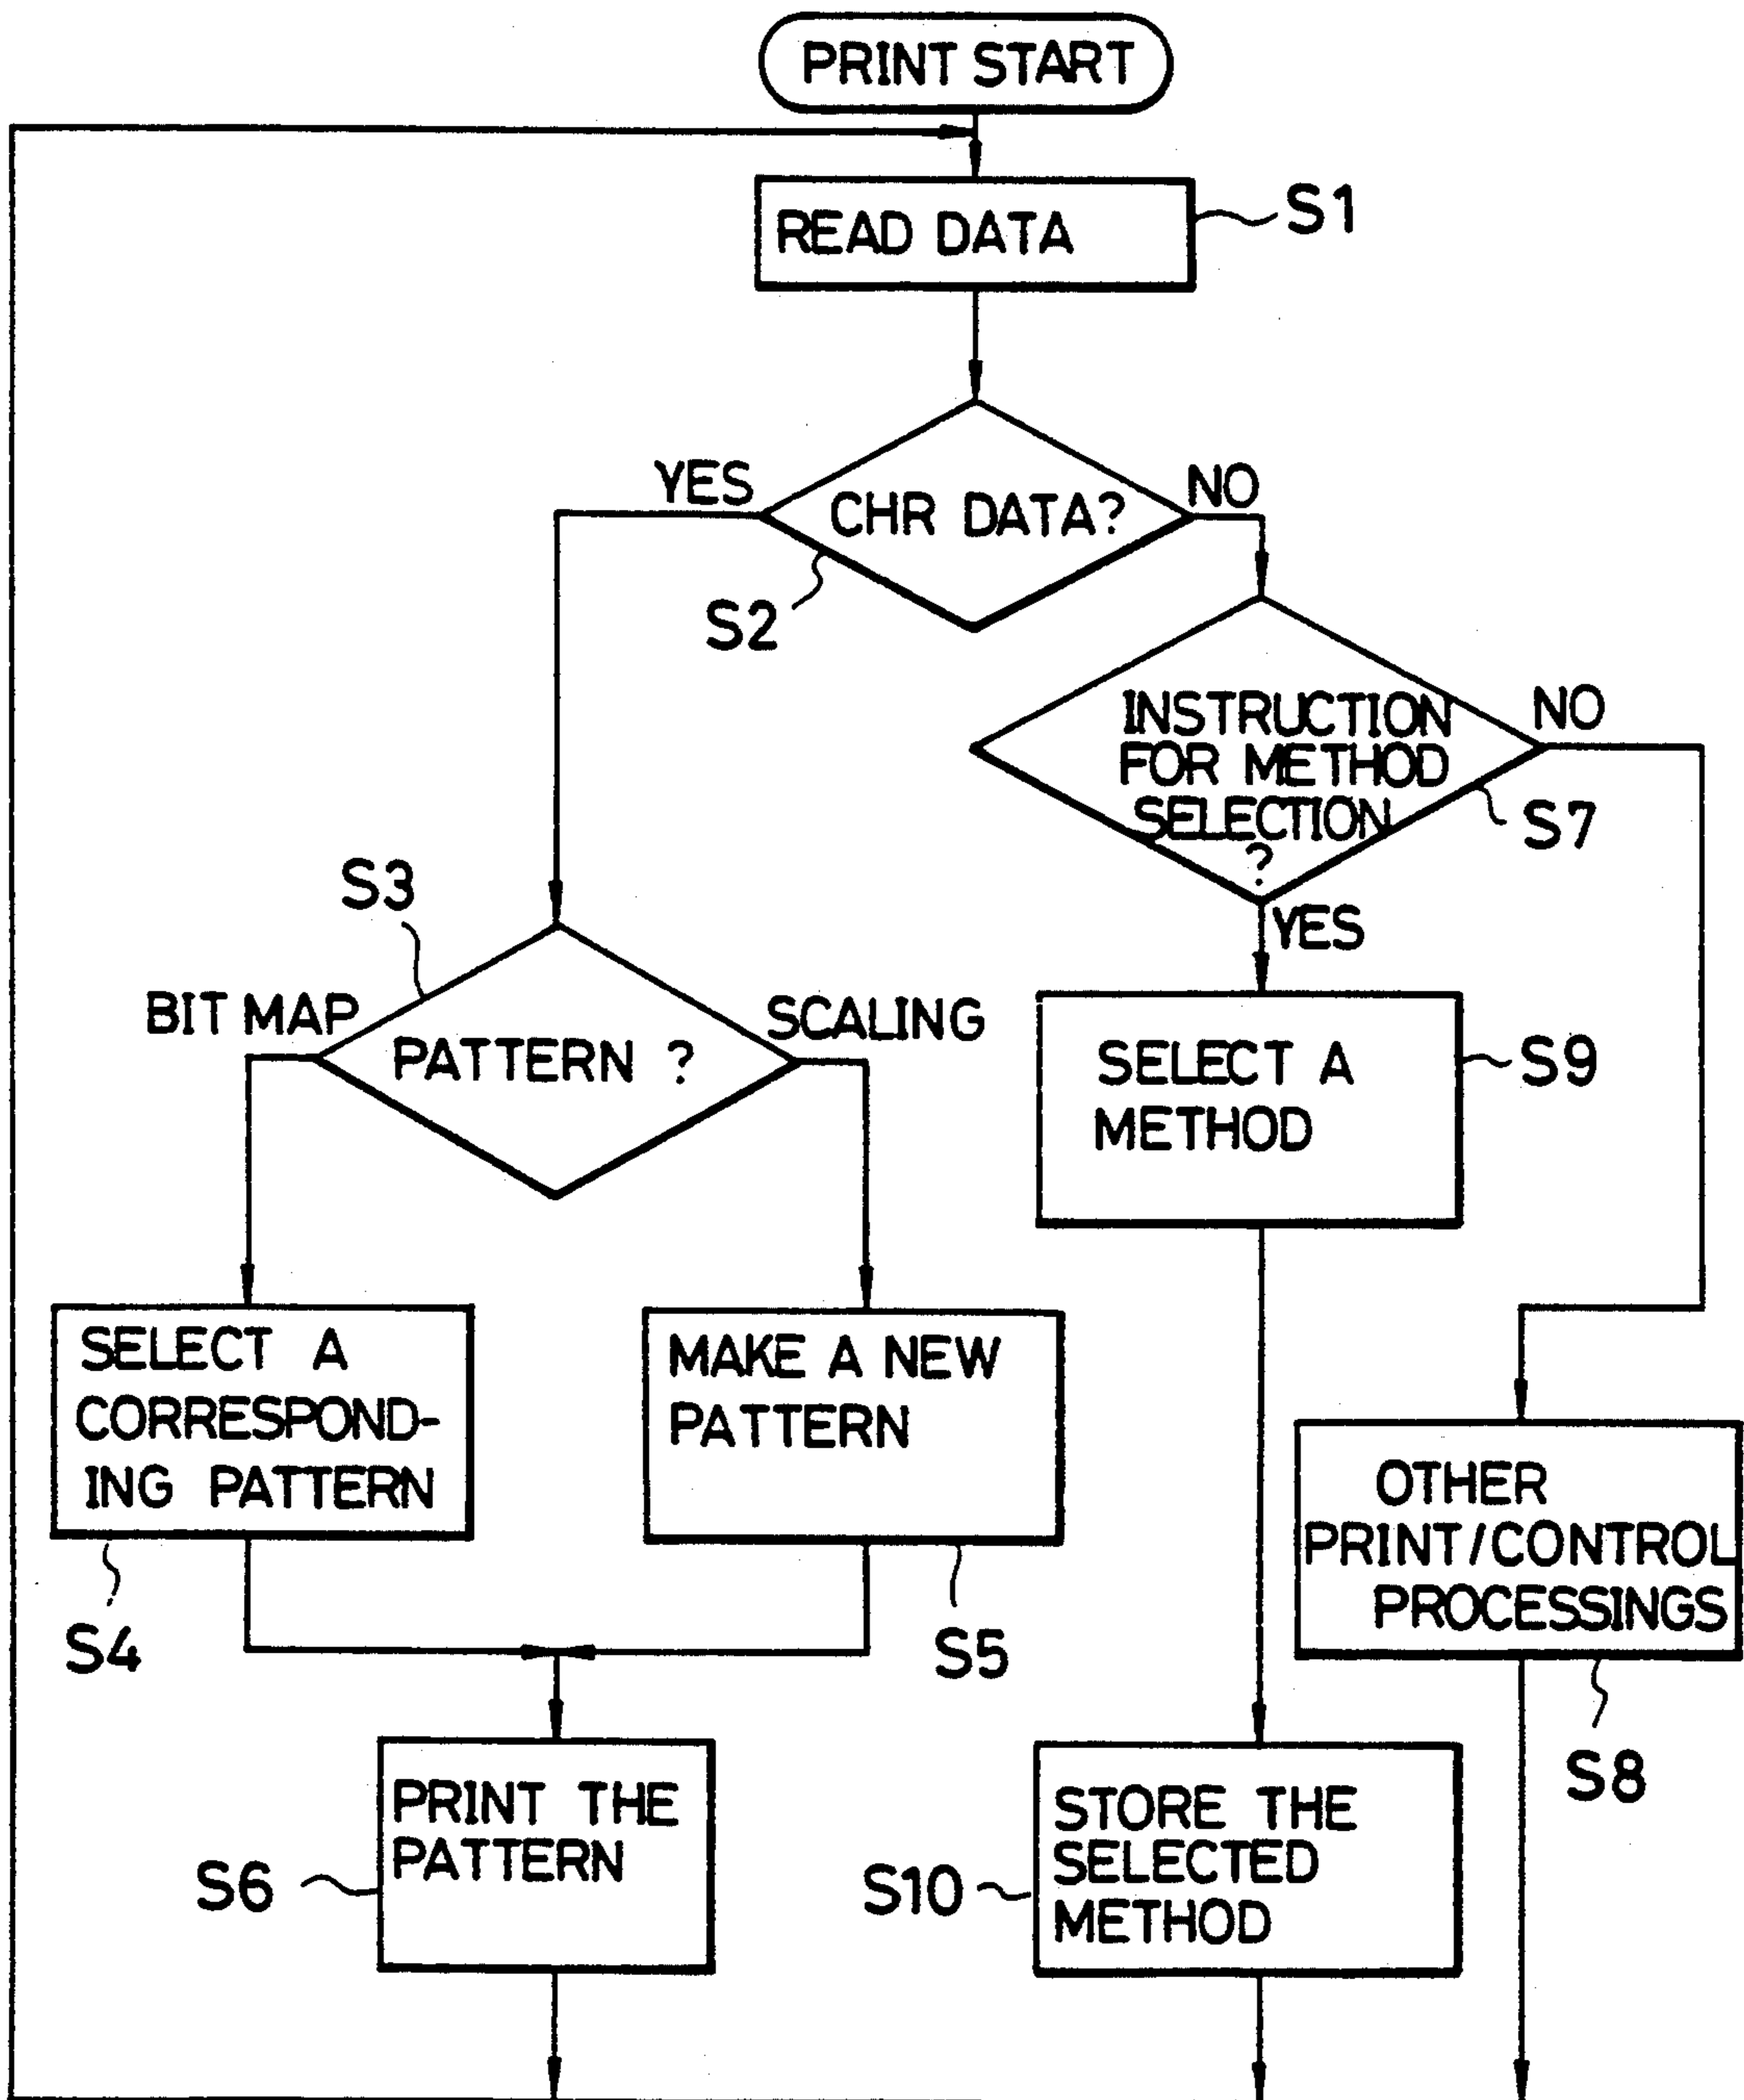 PRINT START
READ DATA
S1
YES
CHR DATA?
NO
S2
INSTRUCTION
FOR METHOD
SELECTION
?
NO
S7
YES
S3
BIT MAP
PATTERN ?
SCALING
SELECT A
METHOD
S9
SELECT A
CORRESPOND-
ING PATTERN
S4
MAKE A NEW
PATTERN
S5
OTHER
PRINT/CONTROL
PROCESSINGS
S8
PRINT THE
PATTERN
S6
STORE THE
SELECTED
METHOD
S10